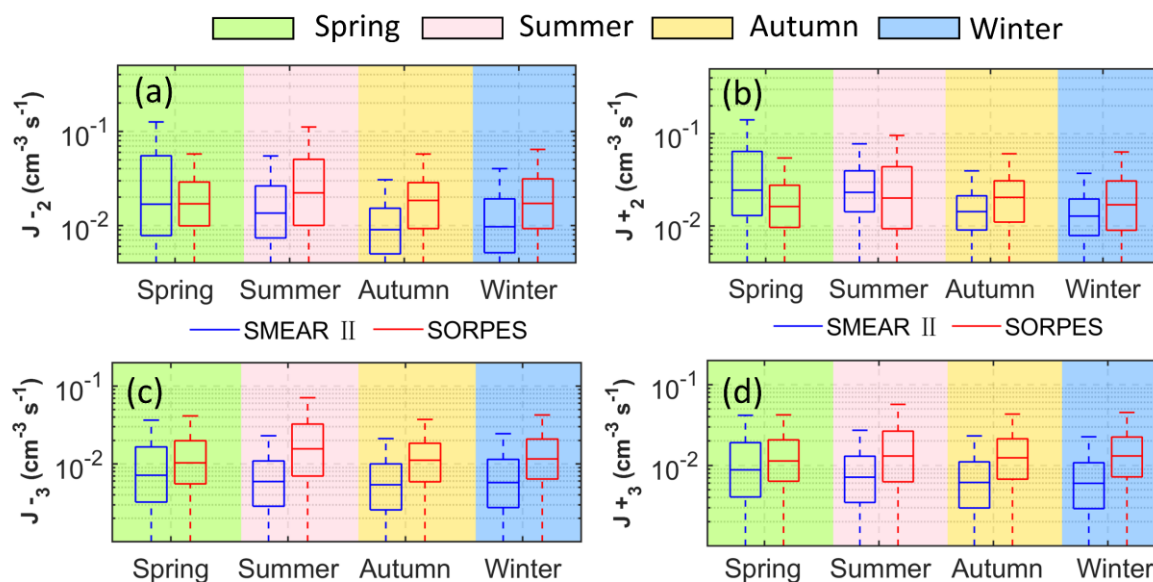 Spring Summer Autumn Winter
(a)
J -₂ (cm⁻³ s⁻¹)
10⁻¹
10⁻²
Spring Summer Autumn Winter
(b)
J +₂ (cm⁻³ s⁻¹)
10⁻¹
10⁻²
Spring Summer Autumn Winter
SMEAR Ⅱ SORPES
SMEAR Ⅱ SORPES
(c)
J -₃ (cm⁻³ s⁻¹)
10⁻¹
10⁻²
Spring Summer Autumn Winter
(d)
J +₃ (cm⁻³ s⁻¹)
10⁻¹
10⁻²
Spring Summer Autumn Winter